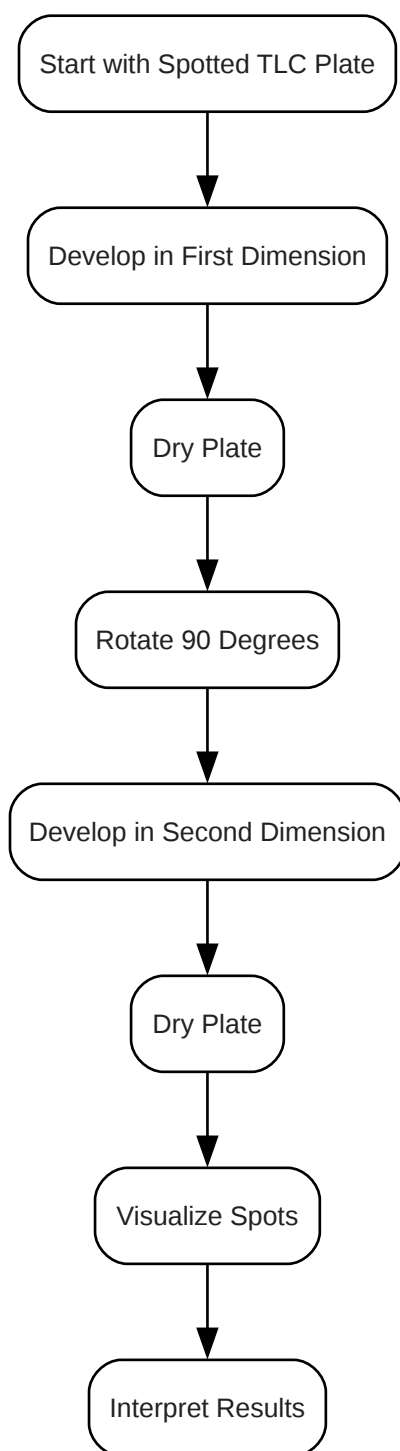 Start with Spotted TLC Plate
Develop in First Dimension
Dry Plate
Rotate 90 Degrees
Develop in Second Dimension
Dry Plate
Visualize Spots
Interpret Results